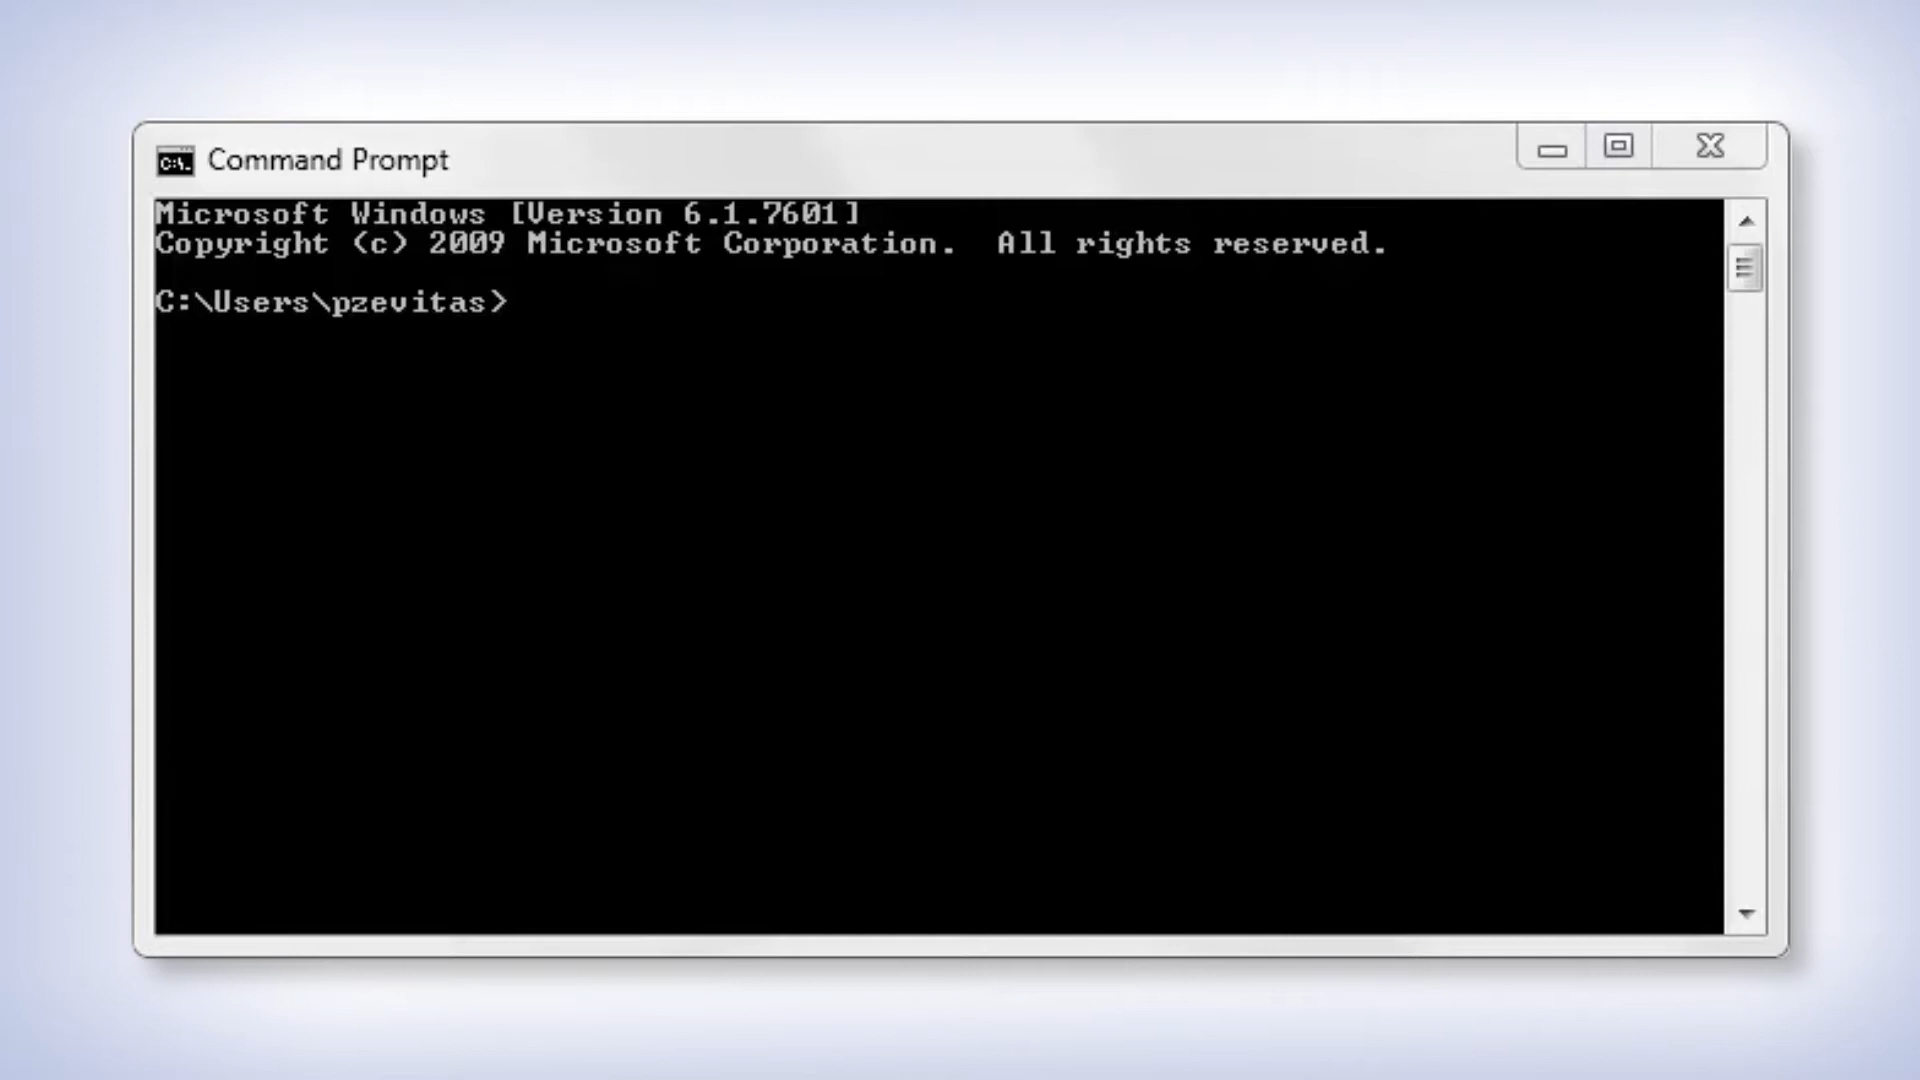 Command Prompt
Microsoft Windows [Version 6.1.7601]
Copyright (c) 2009 Microsoft Corporation.  All rights reserved.
C:\Users\pzevitas>